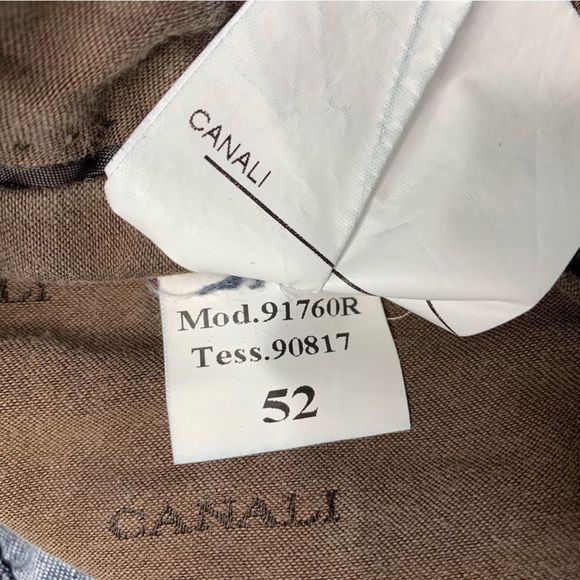 CANALI
Mod.91760R
Tess.90817
52
CANALI